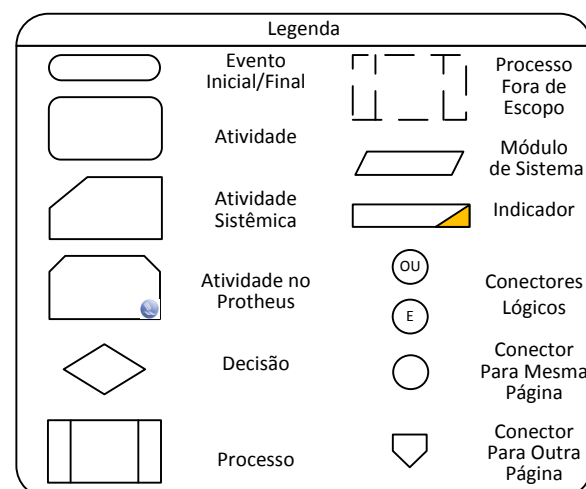 Legenda
Evento
Inicial/Final
Atividade
Atividade
Sistêmica
Atividade no
Protheus
Decisão
Processo
Processo
Fora de
Escopo
Módulo
de Sistema
Indicador
OU
E
Conectores
Lógicos
Conector
Para Mesma
Página
Conector
Para Outra
Página